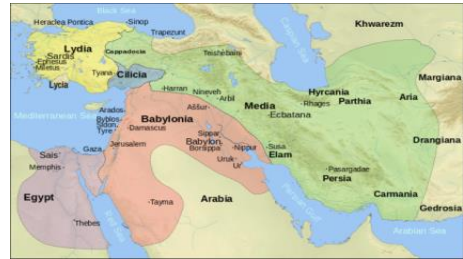 Black Sea
Caspian Sea
Khwarezm
Heraclea Pontica
Sinop
Trapezunt
Lydia
Sardis
Ephesus
Miletus
Cappadocia
Teishebaini
Lycia
Tyana
Cilicia
Harran
Nineveh
Arbil
Media
Ecbatana
Hyrcania
Rhages
Parthia
Margiana
Aria
Mediterranean Sea
Arados
Byblos
Sidon
Tyre
Damascus
Babylonia
Sippar
Babylon
Borsippa
Nippur
Uruk
Ur
Susa
Elam
Drangiana
Sais
Memphis
Gaza
Jerusalem
Pasargadae
Persia
Carmania
Gedrosia
Egypt
Thebes
Red Sea
Tayma
Arabia
Persian Gulf
Arabian Sea